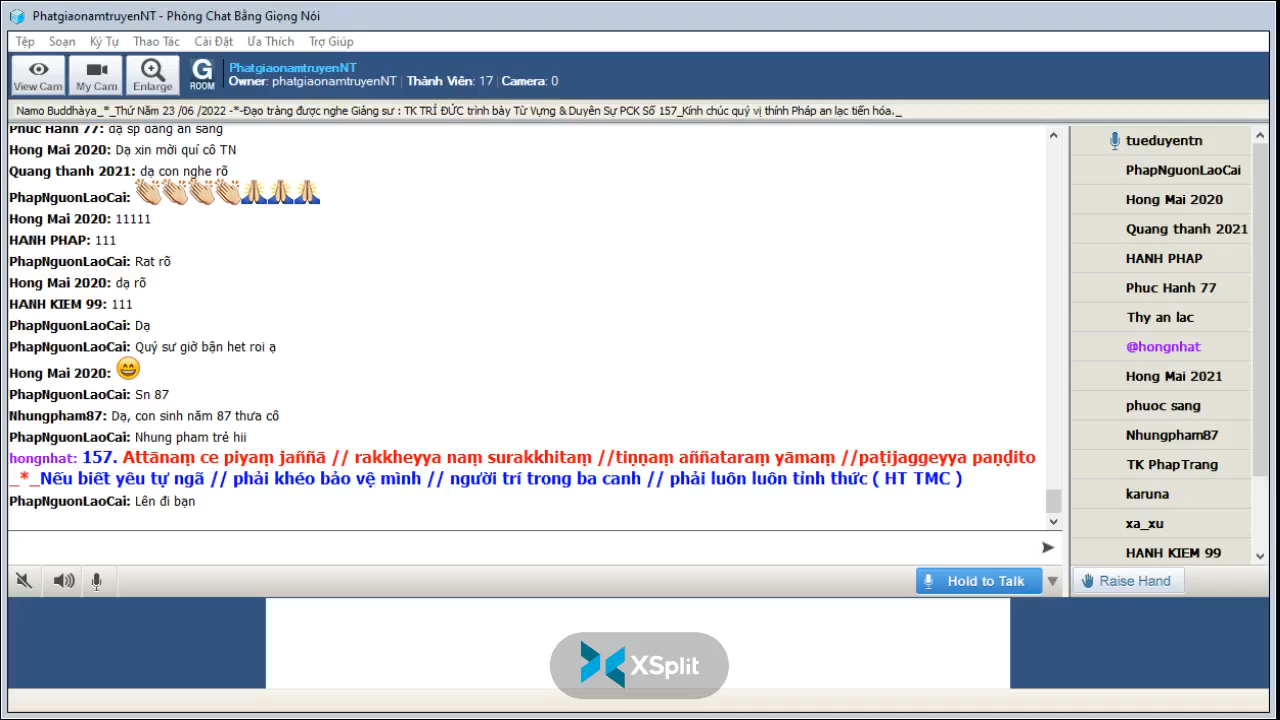 PhatgiaonamtruyenNT - Phòng Chat Bằng Giọng Nói
Tệp Soạn Ký Tự Thao Tác Cài Đặt Ưa Thích Trợ Giúp
View Cam My Cam Enlarge G ROOM
PhatgiaonamtruyenNT
Owner: phatgiaonamtruyenNT | Thành Viên: 17 | Camera: 0
Namo Buddhàya_*_Thứ Năm 23 /06 /2022 -*-Đạo tràng được nghe Giảng sư : TK TRÍ ĐỨC trình bày Từ Vựng & Duyên Sự PCK Số 157_Kính chúc quý vị thính Pháp an lạc tiến hóa._
Phuc Hanh 77: dạ sp đang an sang
Hong Mai 2020: Dạ xin mời quí cô TN
Quang thanh 2021: dạ con nghe rõ
PhapNguonLaoCai: 👏👏👏👏🙏🙏🙏
Hong Mai 2020: 11111
HANH PHAP: 111
PhapNguonLaoCai: Rat rõ
Hong Mai 2020: dạ rõ
HANH KIEM 99: 111
PhapNguonLaoCai: Dạ
PhapNguonLaoCai: Quý sư giờ bận het roi ạ
Hong Mai 2020: 😄
PhapNguonLaoCai: Sn 87
Nhungpham87: Dạ, con sinh năm 87 thưa cô
PhapNguonLaoCai: Nhung pham trẻ hii
hongnhat: 157. Attānaṃ ce piyaṃ jaññā // rakkheyya naṃ surakkhitaṃ //tiṇṇaṃ aññataraṃ yāmaṃ //paṭijaggeyya paṇḍito
_*_Nếu biết yêu tự ngã // phải khéo bảo vệ mình // người trí trong ba canh // phải luôn luôn tỉnh thức ( HT TMC )
PhapNguonLaoCai: Lên đi bạn
Hold to Talk
tueduyentn
PhapNguonLaoCai
Hong Mai 2020
Quang thanh 2021
HANH PHAP
Phuc Hanh 77
Thy an lac
@hongnhat
Hong Mai 2021
phuoc sang
Nhungpham87
TK PhapTrang
karuna
xa_xu
HANH KIEM 99
Raise Hand
XSplit